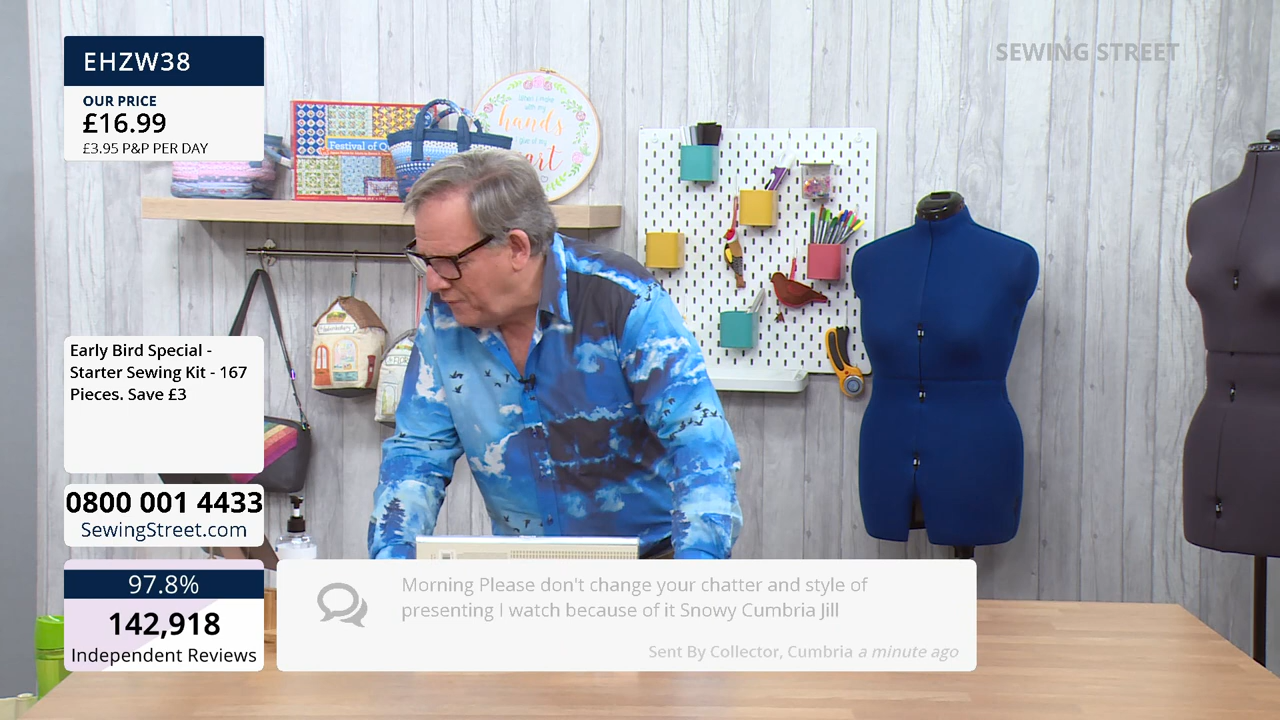 EHZW38
OUR PRICE
£16.99
£3.95 P&P PER DAY
SEWING STREET
Festival of
hands
Early Bird Special -
Starter Sewing Kit - 167
Pieces. Save £3
0800 001 4433
SewingStreet.com
97.8%
142,918
Independent Reviews
Morning Please don't change your chatter and style of
presenting I watch because of it Snowy Cumbria Jill
Sent By Collector, Cumbria a minute ago